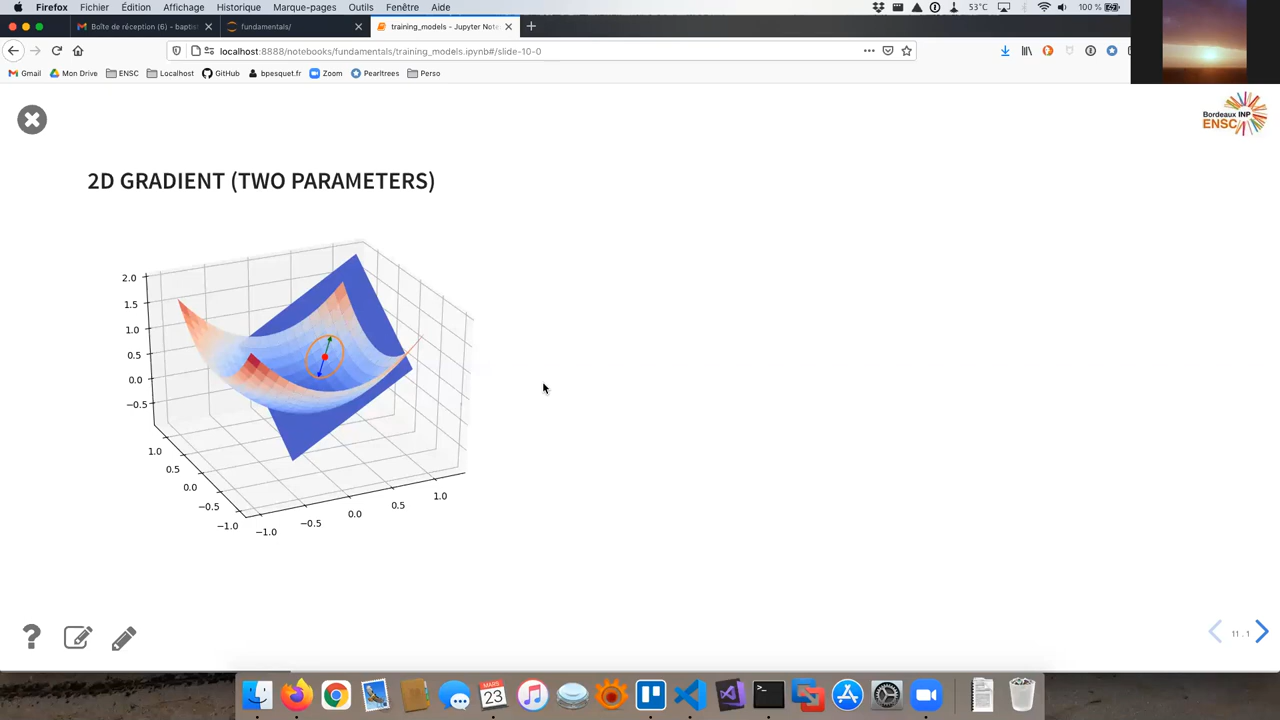 Firefox Fichier Édition Affichage Historique Marque-pages Outils Fenêtre Aide 53°C 100 %
Boîte de réception (6) - baptis fundamentals/ training_models - Jupyter Note
localhost:8888/notebooks/fundamentals/training_models.ipynb#/slide-10-0
Gmail Mon Drive ENSC Localhost GitHub bpesquet.fr Zoom Pearltrees Perso
Bordeaux INP
ENSC
2D GRADIENT (TWO PARAMETERS)
2.0
1.5
1.0
0.5
0.0
−0.5
1.0
0.5
0.0
−0.5
−1.0
−1.0
−0.5
0.0
0.5
1.0
?
11 . 1
MARS
23